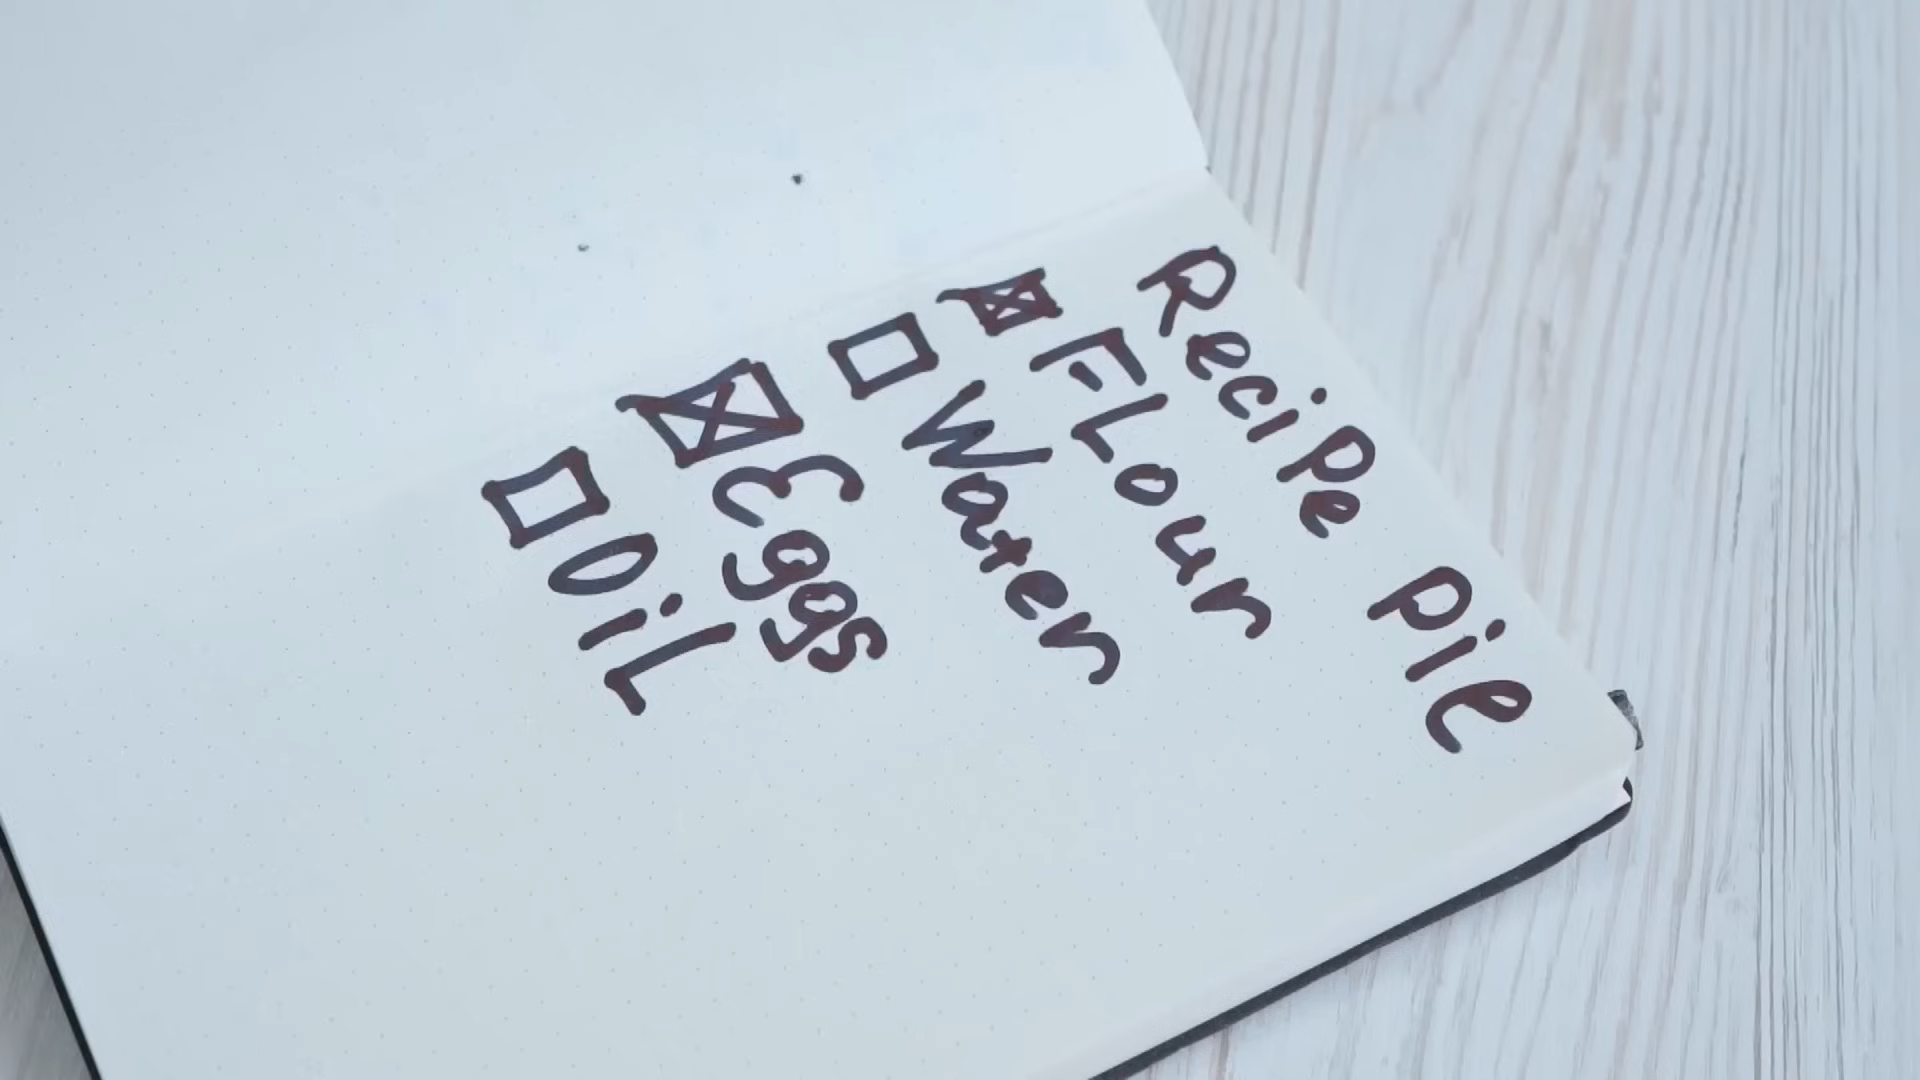 Recipe Pie
☒ FLour
☐ Water
☒ Eggs
☐ OiL